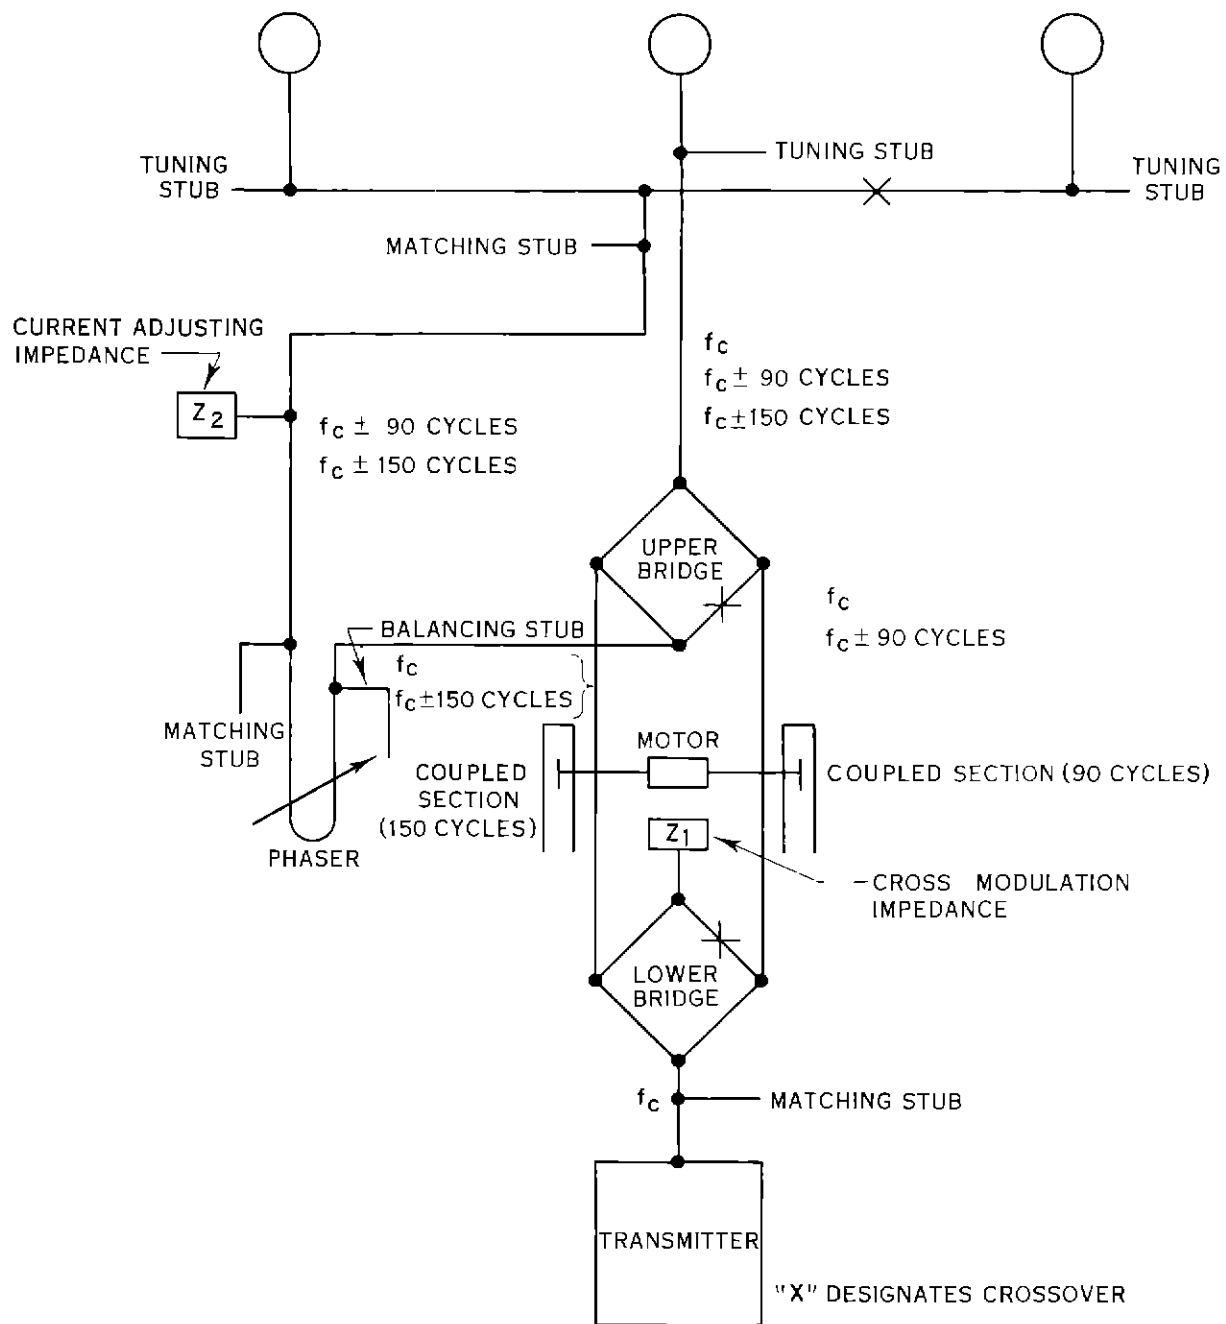 TUNING
STUB
TUNING STUB
TUNING
STUB
MATCHING STUB
CURRENT ADJUSTING
IMPEDANCE
Z2
fc
fc ± 90 CYCLES
fc ±150 CYCLES
fc ± 90 CYCLES
fc ± 150 CYCLES
UPPER
BRIDGE
fc
fc ± 90 CYCLES
BALANCING STUB
fc
fc ±150 CYCLES
MATCHING
STUB
MOTOR
COUPLED
SECTION
(150 CYCLES)
COUPLED SECTION (90 CYCLES)
Z1
PHASER
CROSS MODULATION
IMPEDANCE
LOWER
BRIDGE
fc
MATCHING STUB
TRANSMITTER
"X" DESIGNATES CROSSOVER